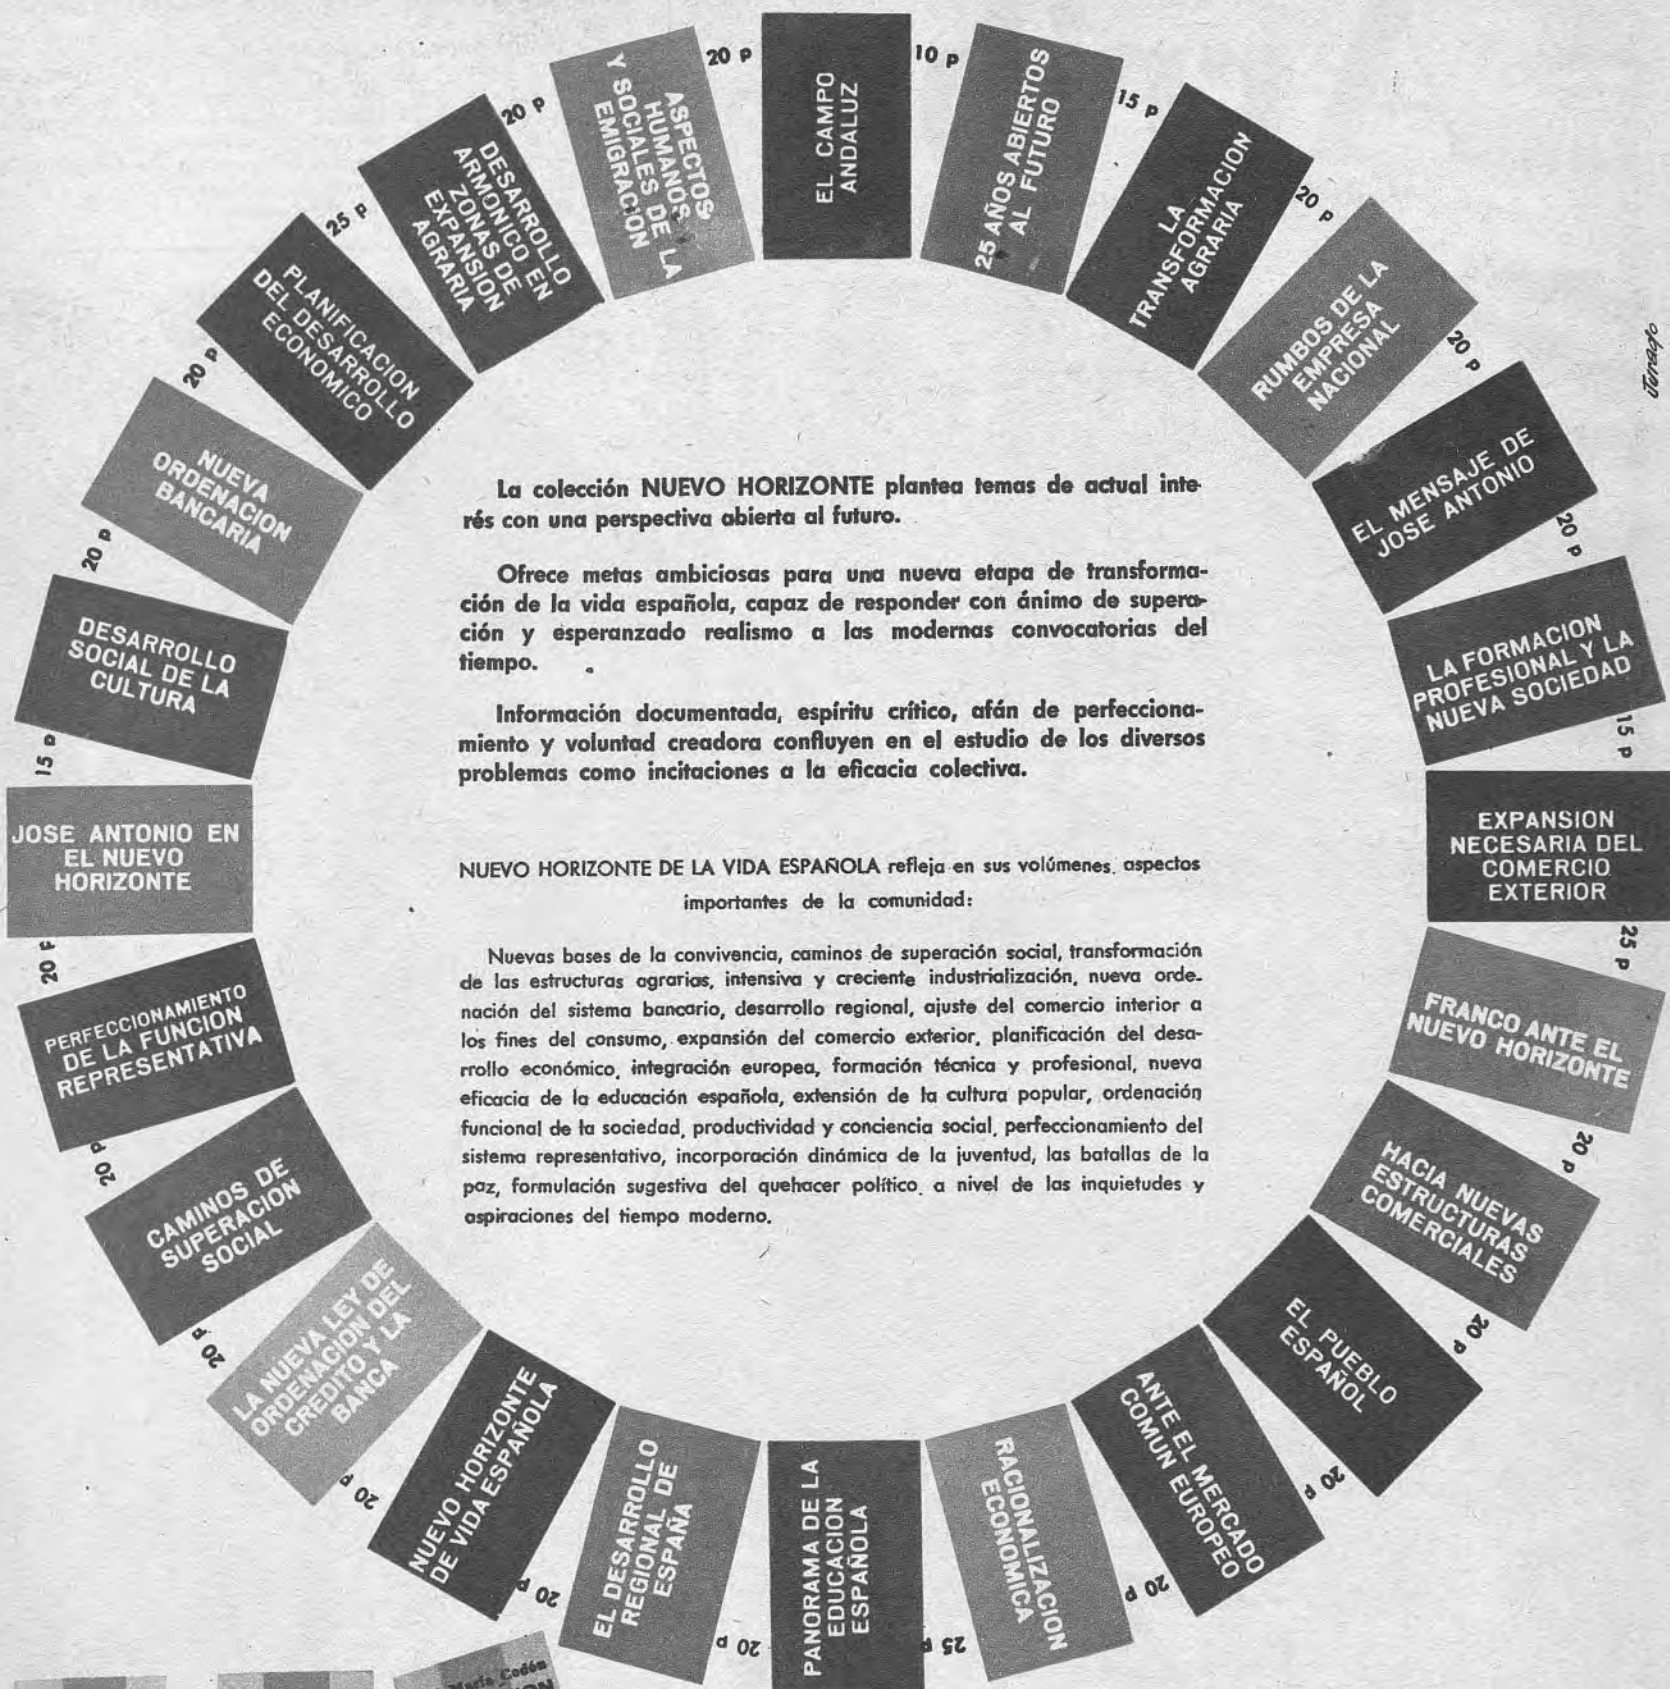 EL CAMPO
ANDALUZ
10 P
25 AÑOS ABIERTOS
AL FUTURO
15 P
LA
TRANSFORMACION
AGRARIA
20 P
RUMBOS DE LA
EMPRESA
NACIONAL
20 P
EL MENSAJE DE
JOSE ANTONIO
20 P
LA FORMACION
PROFESIONAL Y LA
NUEVA SOCIEDAD
15 P
EXPANSION
NECESARIA DEL
COMERCIO
EXTERIOR
25 P
FRANCO ANTE EL
NUEVO HORIZONTE
20 P
HACIA NUEVAS
ESTRUCTURAS
COMERCIALES
20 P
EL PUEBLO
ESPAÑOL
20 P
ANTE EL MERCADO
COMUN EUROPEO
20 P
RACIONALIZACION
ECONOMICA
25 P
PANORAMA DE LA
EDUCACION
ESPAÑOLA
20 P
EL DESARROLLO
REGIONAL DE
ESPAÑA
20 P
NUEVO HORIZONTE
DE VIDA ESPAÑOLA
20 P
LA NUEVA LEY DE
ORDENACION DEL
CREDITO Y LA
BANCA
20 P
CAMINOS DE
SUPERACION
SOCIAL
20 P
PERFECCIONAMIENTO
DE LA FUNCION
REPRESENTATIVA
20 P
JOSE ANTONIO EN
EL NUEVO
HORIZONTE
15 P
DESARROLLO
SOCIAL DE LA
CULTURA
20 P
NUEVA
ORDENACION
BANCARIA
20 P
PLANIFICACION
DEL DESARROLLO
ECONOMICO
25 P
DESARROLLO
ARMONICO EN
ZONAS DE
EXPANSION
AGRARIA
20 P
ASPECTOS
HUMANOS
Y SOCIALES DE LA
EMIGRACION
20 P
La colección NUEVO HORIZONTE plantea temas de actual inte-
rés con una perspectiva abierta al futuro.
Ofrece metas ambiciosas para una nueva etapa de transforma-
ción de la vida española, capaz de responder con ánimo de supera-
ción y esperanzado realismo a las modernas convocatorias del
tiempo.
Información documentada, espíritu crítico, afán de perfecciona-
miento y voluntad creadora confluyen en el estudio de los diversos
problemas como incitaciones a la eficacia colectiva.
NUEVO HORIZONTE DE LA VIDA ESPAÑOLA refleja en sus volúmenes, aspectos
importantes de la comunidad:
Nuevas bases de la convivencia, caminos de superación social, transformación
de las estructuras agrarias, intensiva y creciente industrialización, nueva orde-
nación del sistema bancario, desarrollo regional, ajuste del comercio interior a
los fines del consumo, expansión del comercio exterior, planificación del desa-
rrollo económico, integración europea, formación técnica y profesional, nueva
eficacia de la educación española, extensión de la cultura popular, ordenación
funcional de la sociedad, productividad y conciencia social, perfeccionamiento del
sistema representativo, incorporación dinámica de la juventud, las batallas de la
paz, formulación sugestiva del quehacer político, a nivel de las inquietudes y
aspiraciones del tiempo moderno.
María Codón